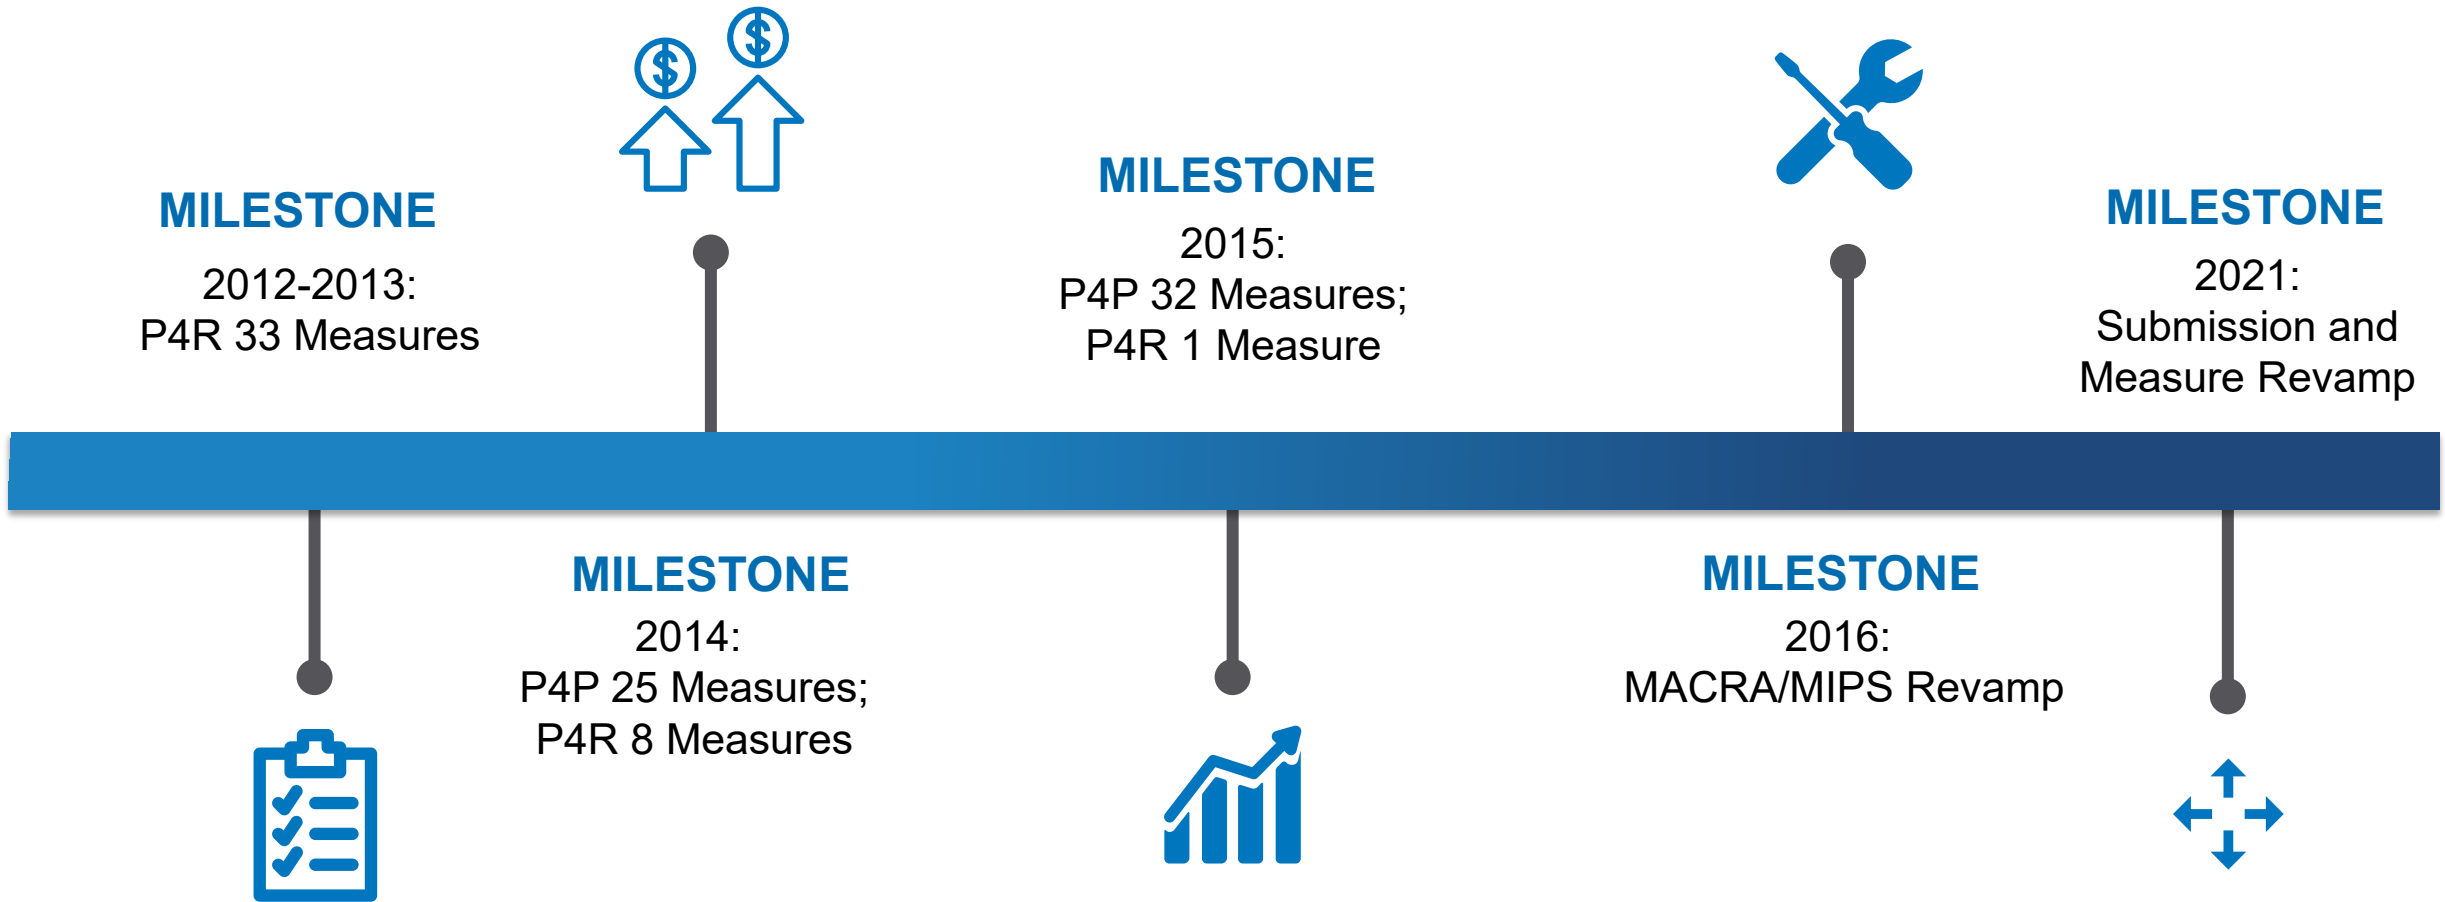 MILESTONE
2012-2013:
P4R 33 Measures
MILESTONE
2014:
P4P 25 Measures;
P4R 8 Measures
MILESTONE
2015:
P4P 32 Measures;
P4R 1 Measure
MILESTONE
2016:
MACRA/MIPS Revamp
MILESTONE
2021:
Submission and
Measure Revamp
$
$